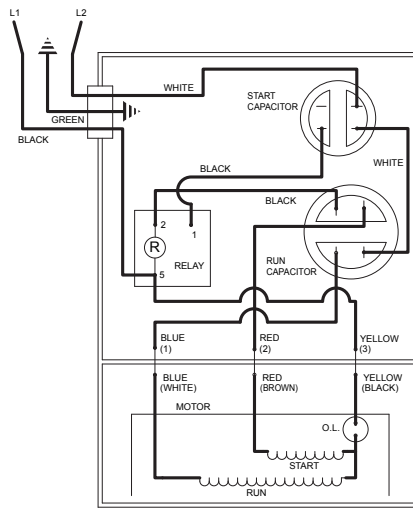 L1
L2
WHITE
START
CAPACITOR
GREEN
BLACK
WHITE
BLACK
BLACK
2
1
R
RELAY
RUN
CAPACITOR
5
BLUE
(1)
RED
(2)
YELLOW
(3)
BLUE
(WHITE)
RED
(BROWN)
YELLOW
(BLACK)
MOTOR
O.L.
START
RUN